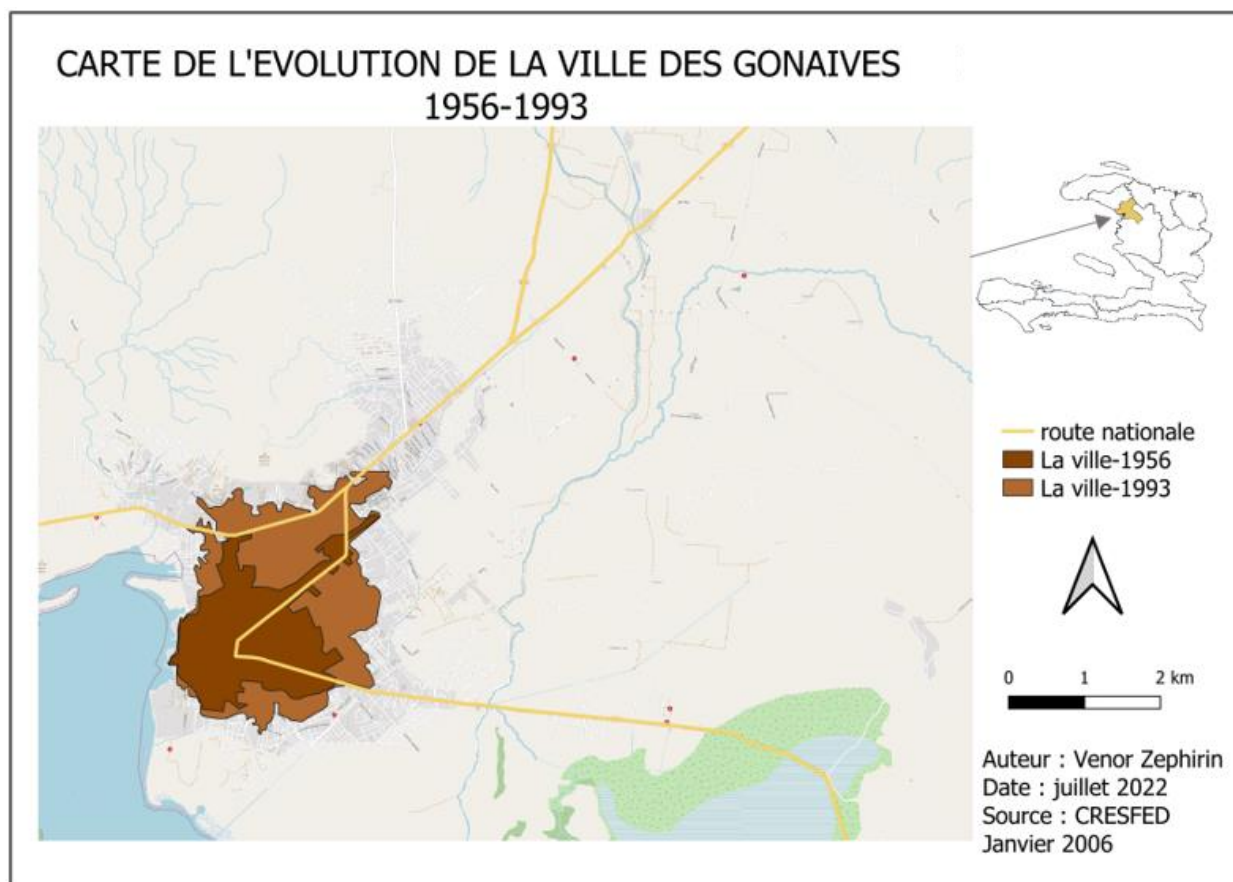 CARTE DE L'EVOLUTION DE LA VILLE DES GONAIVES
1956-1993
route nationale
La ville-1956
La ville-1993
0 1 2 km
Auteur : Venor Zephirin
Date : juillet 2022
Source : CRESFED
Janvier 2006